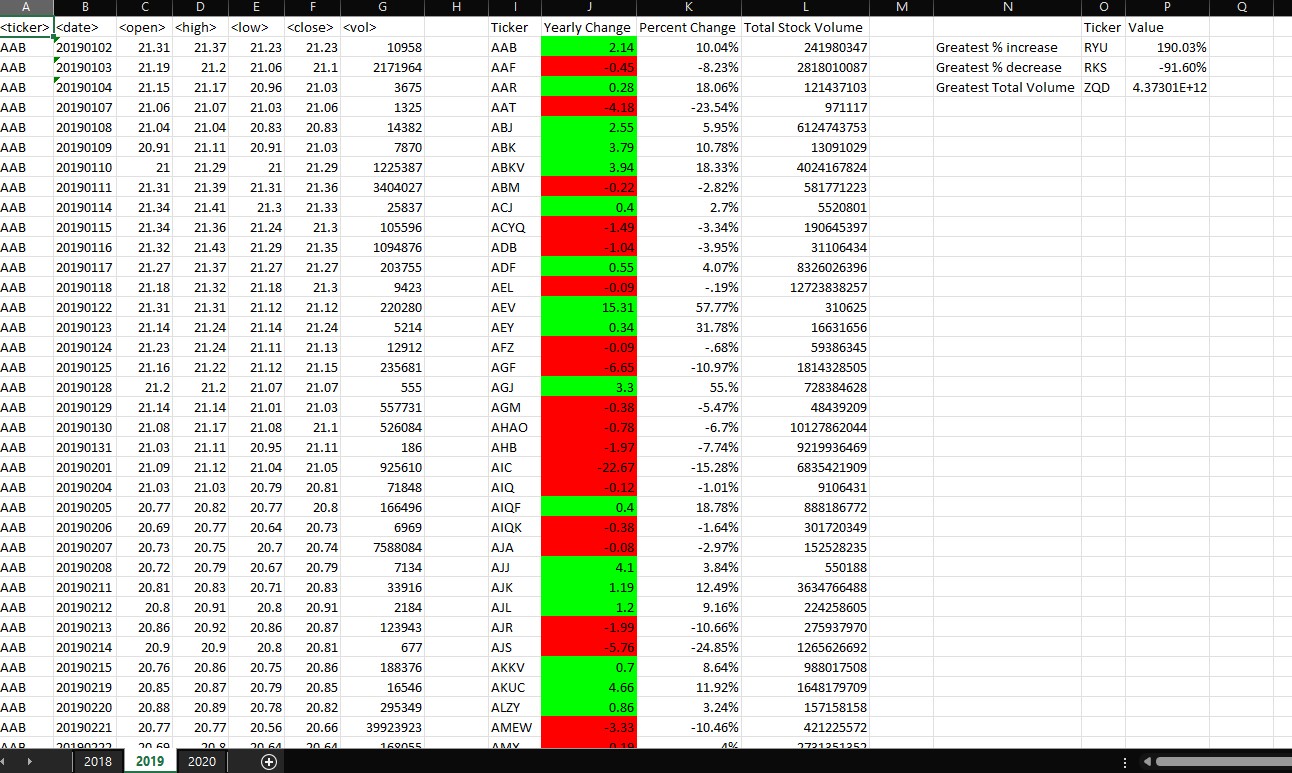 A B C D E F G H I J K L M N O P Q
<ticker> <date> <open> <high> <low> <close> <vol> Ticker Yearly Change Percent Change Total Stock Volume Ticker Value
AAB 20190102 21.31 21.37 21.23 21.23 10958 AAB 2.14 10.04% 241980347 Greatest % increase RYU 190.03%
AAB 20190103 21.19 21.2 21.06 21.1 2171964 AAF -0.45 -8.23% 2818010087 Greatest % decrease RKS -91.60%
AAB 20190104 21.15 21.17 20.96 21.03 3675 AAR 0.28 18.06% 121437103 Greatest Total Volume ZQD 4.37301E+12
AAB 20190107 21.06 21.07 21.03 21.06 1325 AAT -4.18 -23.54% 971117
AAB 20190108 21.04 21.04 20.83 20.83 14382 ABJ 2.55 5.95% 6124743753
AAB 20190109 20.91 21.11 20.91 21.03 7870 ABK 3.79 10.78% 13091029
AAB 20190110 21 21.29 21 21.29 1225387 ABKV 3.94 18.33% 4024167824
AAB 20190111 21.31 21.39 21.31 21.36 3404027 ABM -0.22 -2.82% 581771223
AAB 20190114 21.34 21.41 21.3 21.33 25837 ACJ 0.4 2.7% 5520801
AAB 20190115 21.34 21.36 21.24 21.3 105596 ACYQ -1.49 -3.34% 190645397
AAB 20190116 21.32 21.43 21.29 21.35 1094876 ADB -1.04 -3.95% 31106434
AAB 20190117 21.27 21.37 21.27 21.27 203755 ADF 0.55 4.07% 8326026396
AAB 20190118 21.18 21.32 21.18 21.3 9423 AEL -0.09 -.19% 12723838257
AAB 20190122 21.31 21.31 21.12 21.12 220280 AEV 15.31 57.77% 310625
AAB 20190123 21.14 21.24 21.14 21.24 5214 AEY 0.34 31.78% 16631656
AAB 20190124 21.23 21.24 21.11 21.13 12912 AFZ -0.09 -.68% 59386345
AAB 20190125 21.16 21.22 21.12 21.15 235681 AGF -6.65 -10.97% 1814328505
AAB 20190128 21.2 21.2 21.07 21.07 555 AGJ 3.3 55.% 728384628
AAB 20190129 21.14 21.14 21.01 21.03 557731 AGM -0.38 -5.47% 48439209
AAB 20190130 21.08 21.17 21.08 21.1 526084 AHAO -0.78 -6.7% 10127862044
AAB 20190131 21.03 21.11 20.95 21.11 186 AHB -1.97 -7.74% 9219936469
AAB 20190201 21.09 21.12 21.04 21.05 925610 AIC -22.67 -15.28% 6835421909
AAB 20190204 21.03 21.03 20.79 20.81 71848 AIQ -0.12 -1.01% 9106431
AAB 20190205 20.77 20.82 20.77 20.8 166496 AIQF 0.4 18.78% 888186772
AAB 20190206 20.69 20.77 20.64 20.73 6969 AIQK -0.38 -1.64% 301720349
AAB 20190207 20.73 20.75 20.7 20.74 7588084 AJA -0.08 -2.97% 152528235
AAB 20190208 20.72 20.79 20.67 20.79 7134 AJJ 4.1 3.84% 550188
AAB 20190211 20.81 20.83 20.71 20.83 33916 AJK 1.19 12.49% 3634766488
AAB 20190212 20.8 20.91 20.8 20.91 2184 AJL 1.2 9.16% 224258605
AAB 20190213 20.86 20.92 20.86 20.87 123943 AJR -1.99 -10.66% 275937970
AAB 20190214 20.9 20.9 20.8 20.81 677 AJS -5.76 -24.85% 1265626692
AAB 20190215 20.76 20.86 20.75 20.86 188376 AKKV 0.7 8.64% 988017508
AAB 20190219 20.85 20.87 20.79 20.85 16546 AKUC 4.66 11.92% 1648179709
AAB 20190220 20.88 20.89 20.78 20.82 295349 ALZY 0.86 3.24% 157158158
AAB 20190221 20.77 20.77 20.56 20.66 39923923 AMEW -3.33 -10.46% 421225572
AAB 20190222 20.69 20.8 20.64 20.64 168055 AMX 0.19 4% 2731351352
2018 2019 2020